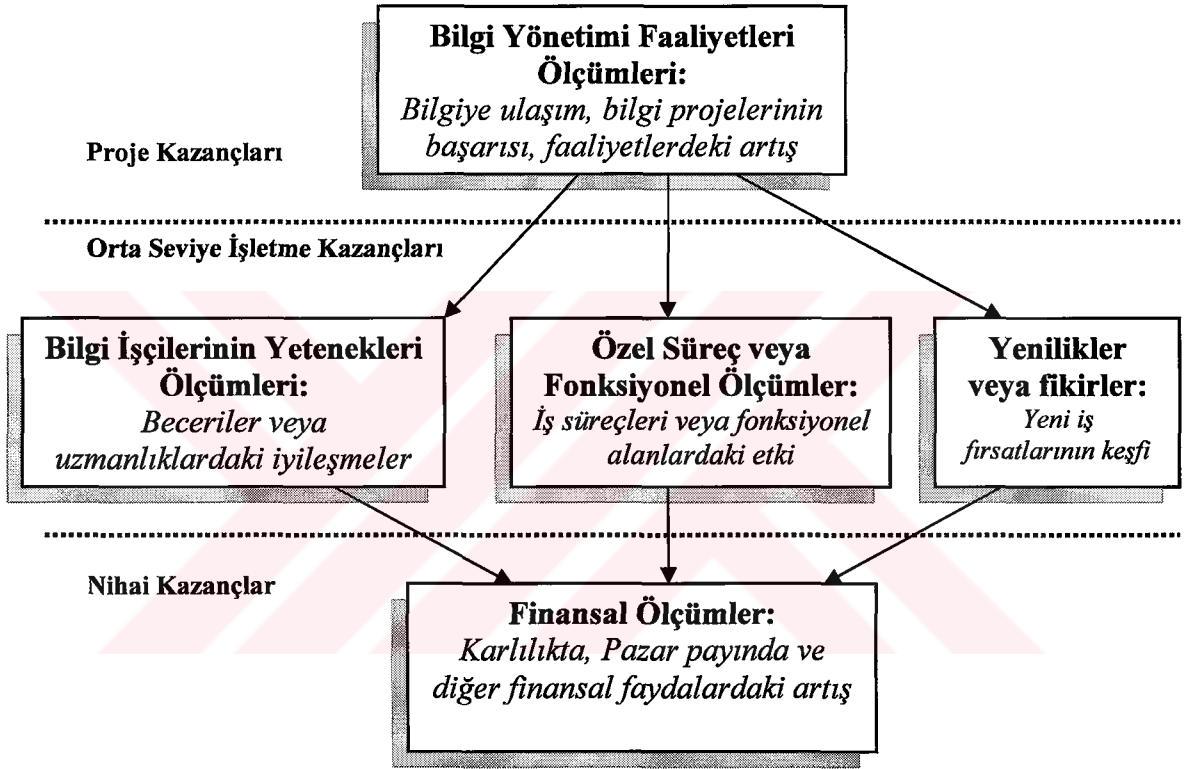 Bilgi Yönetimi Faaliyetleri
Ölçümleri:
Bilgiye ulaşım, bilgi projelerinin
başarısı, faaliyetlerdeki artış
Proje Kazançları
Orta Seviye İşletme Kazançları
Bilgi İşçilerinin Yetenekleri
Ölçümleri:
Beceriler veya
uzmanlıklardaki iyileşmeler
Özel Süreç veya
Fonksiyonel Ölçümler:
İş süreçleri veya fonksiyonel
alanlardaki etki
Yenilikler
veya fikirler:
Yeni iş
fırsatlarının keşfi
Nihai Kazançlar
Finansal Ölçümler:
Karlılıkta, Pazar payında ve
diğer finansal faydalardaki artış